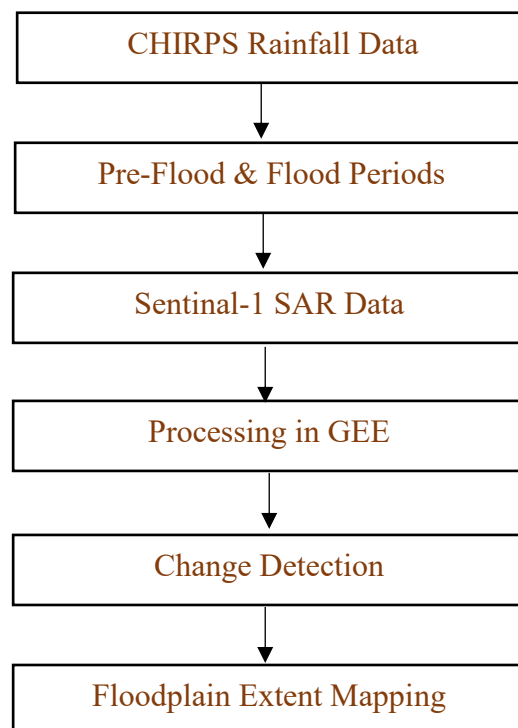 CHIRPS Rainfall Data
Pre-Flood & Flood Periods
Sentinal-1 SAR Data
Processing in GEE
Change Detection
Floodplain Extent Mapping